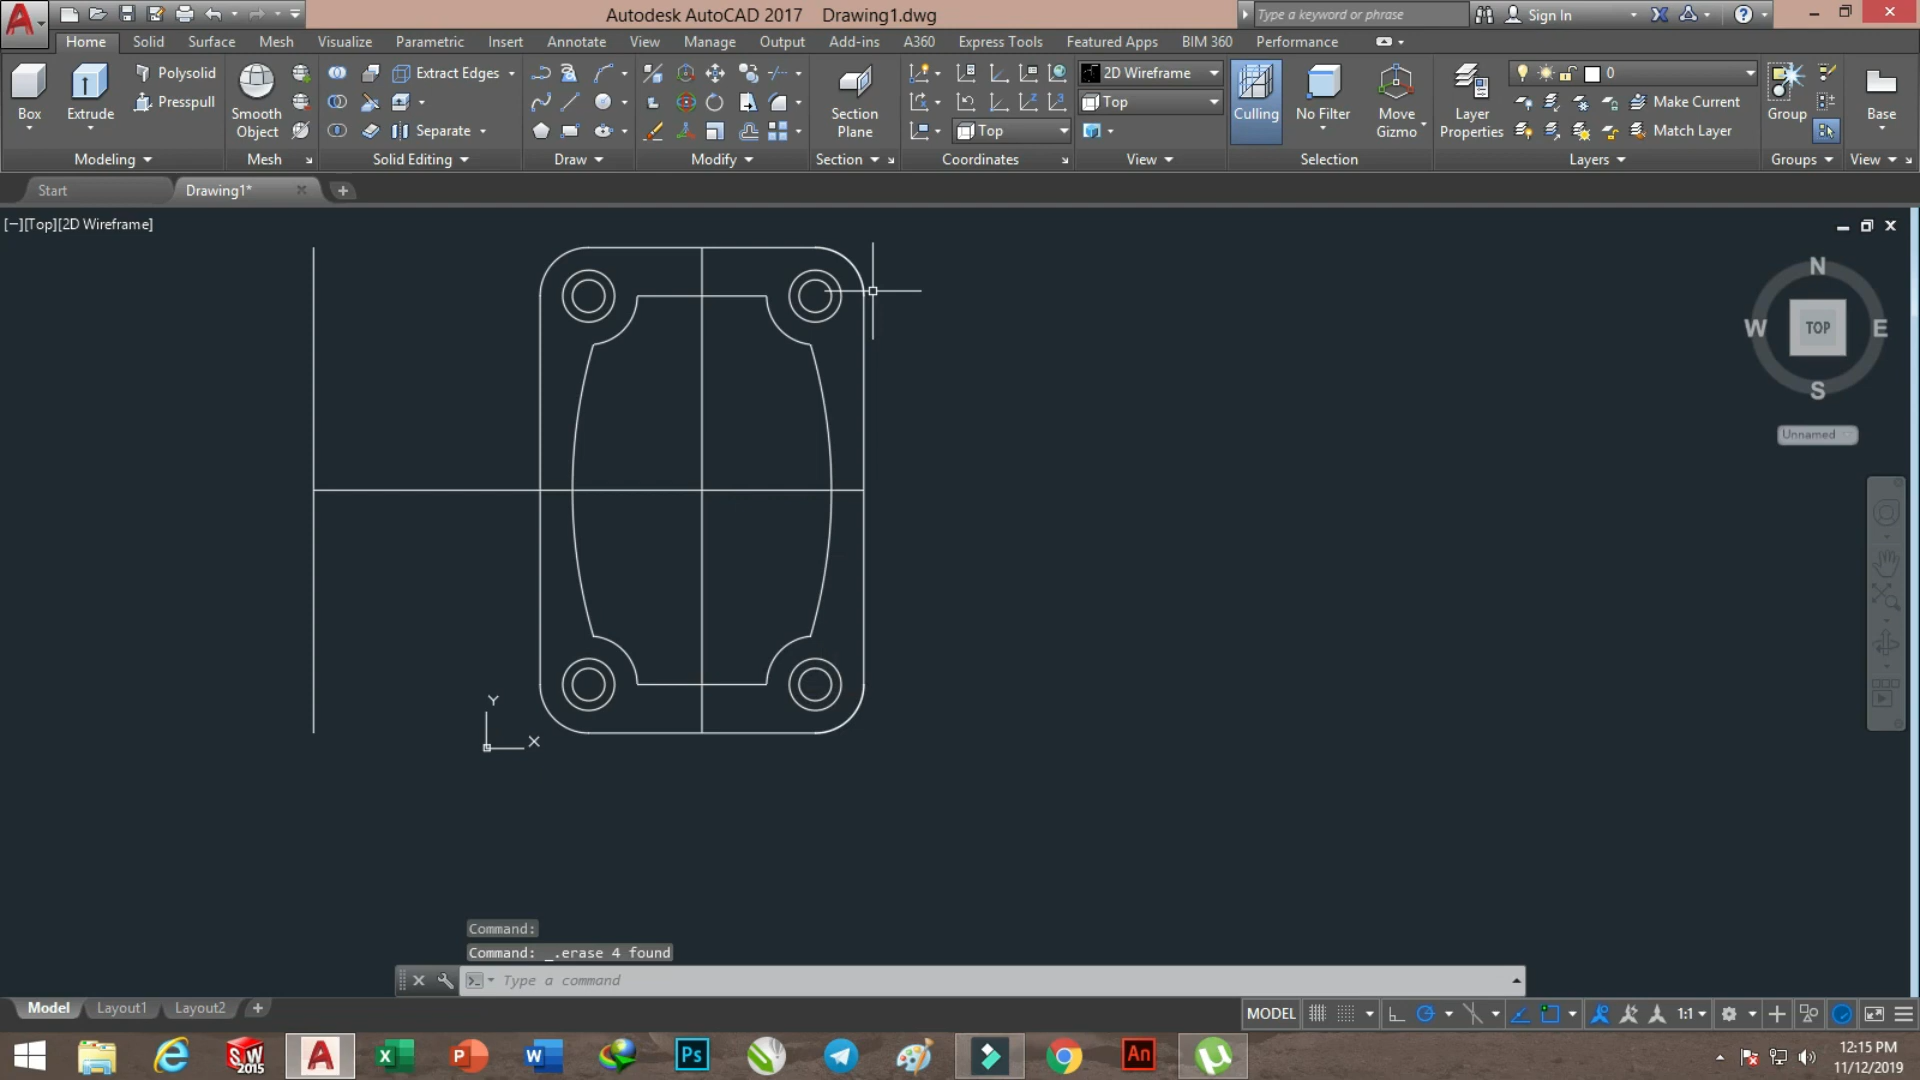 Autodesk AutoCAD 2017 Drawing1.dwg
Type a keyword or phrase
Sign In
Home Solid Surface Mesh Visualize Parametric Insert Annotate View Manage Output Add-ins A360 Express Tools Featured Apps BIM 360 Performance
Polysolid
Extract Edges
2D Wireframe
0
Box
Extrude
Presspull
Smooth
Object
Separate
Section
Plane
Top
Top
Culling
No Filter
Move
Gizmo
Layer
Properties
Make Current
Match Layer
Group
Base
Modeling Mesh Solid Editing Draw Modify Section Coordinates View Selection Layers Groups View
Start Drawing1*
[−][Top][2D Wireframe]
N
W TOP E
S
Unnamed
Y
X
Command:
Command: _.erase 4 found
Type a command
Model Layout1 Layout2
MODEL 1:1
SW
2015
Ps
An
12:15 PM
11/12/2019